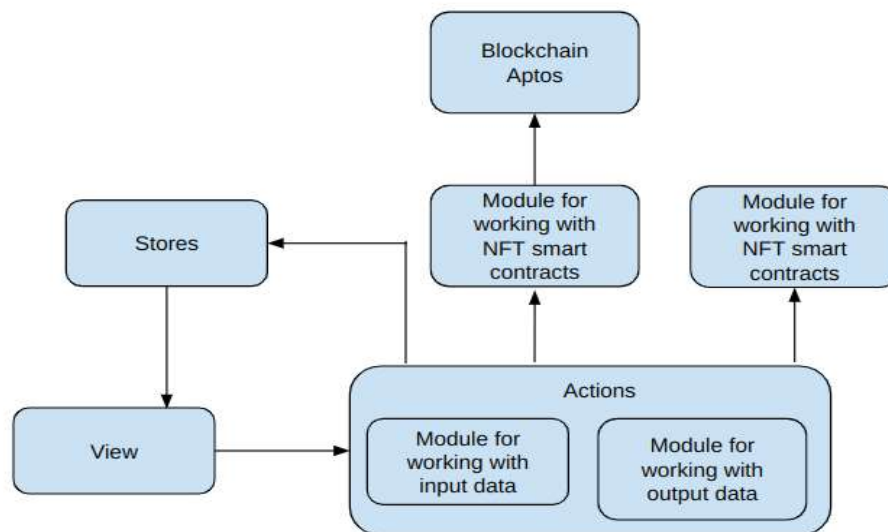 Blockchain
Aptos
Module for
working with
NFT smart
contracts
Module for
working with
NFT smart
contracts
Stores
Actions
View
Module for
working with
input data
Module for
working with
output data